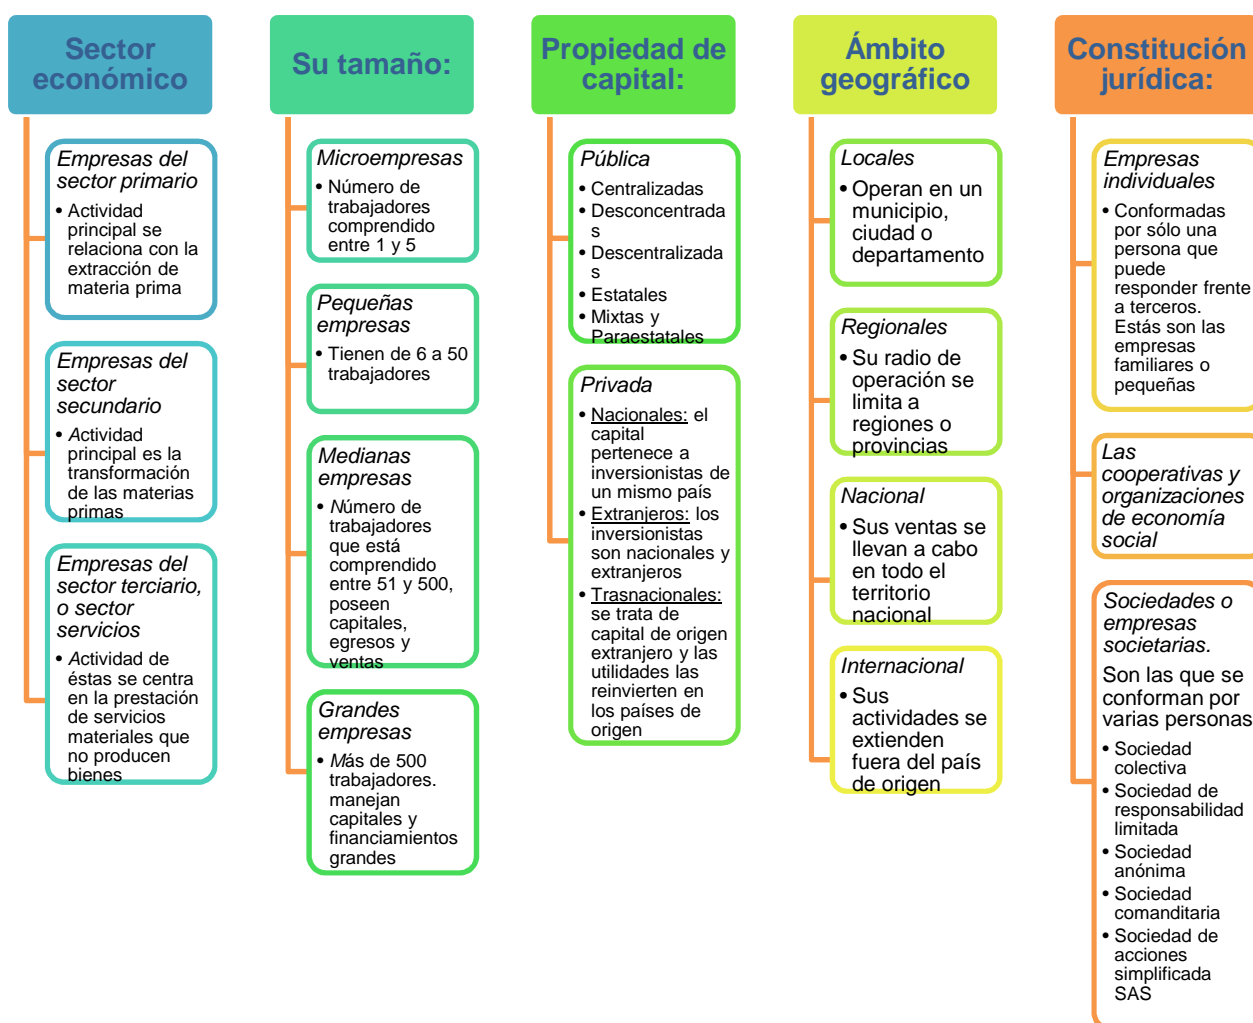 Sector
económico
Empresas del
sector primario
• Actividad
principal se
relaciona con la
extracción de
materia prima
Empresas del
sector
secundario
• Actividad
principal es la
transformación
de las materias
primas
Empresas del
sector terciario,
o sector
servicios
• Actividad de
éstas se centra
en la prestación
de servicios
materiales que
no producen
bienes
Su tamaño:
Microempresas
• Número de
trabajadores
comprendido
entre 1 y 5
Pequeñas
empresas
• Tienen de 6 a 50
trabajadores
Medianas
empresas
• Número de
trabajadores
que está
comprendido
entre 51 y 500,
poseen
capitales,
egresos y
ventas
Grandes
empresas
• Más de 500
trabajadores.
manejan
capitales y
financiamientos
grandes
Propiedad de
capital:
Pública
• Centralizadas
• Desconcentrada
s
• Descentralizada
s
• Estatales
• Mixtas y
Paraestatales
Privada
• Nacionales: el
capital
pertenece a
inversionistas de
un mismo país
• Extranjeros: los
inversionistas
son nacionales y
extranjeros
• Trasnacionales:
se trata de
capital de origen
extranjero y las
utilidades las
reinvierten en
los países de
origen
Ámbito
geográfico
Locales
• Operan en un
municipio,
ciudad o
departamento
Regionales
• Su radio de
operación se
limita a
regiones o
provincias
Nacional
• Sus ventas se
llevan a cabo
en todo el
territorio
nacional
Internacional
• Sus
actividades se
extienden
fuera del país
de origen
Constitución
jurídica:
Empresas
individuales
• Conformadas
por sólo una
persona que
puede
responder frente
a terceros.
Estás son las
empresas
familiares o
pequeñas
Las
cooperativas y
organizaciones
de economía
social
Sociedades o
empresas
societarias.
Son las que se
conforman por
varias personas
• Sociedad
colectiva
• Sociedad de
responsabilidad
limitada
• Sociedad
anónima
• Sociedad
comanditaria
• Sociedad de
acciones
simplificada
SAS